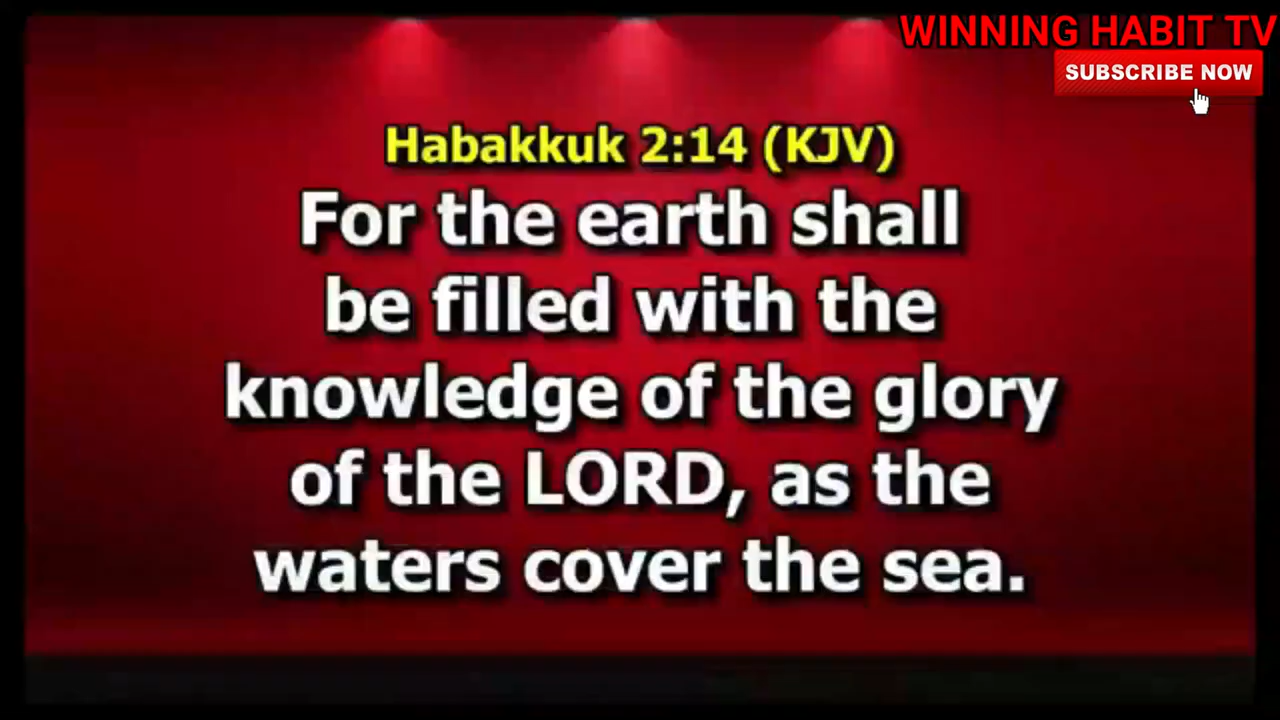 WINNING HABIT TV
SUBSCRIBE NOW
Habakkuk 2:14 (KJV)
For the earth shall
be filled with the
knowledge of the glory
of the LORD, as the
waters cover the sea.